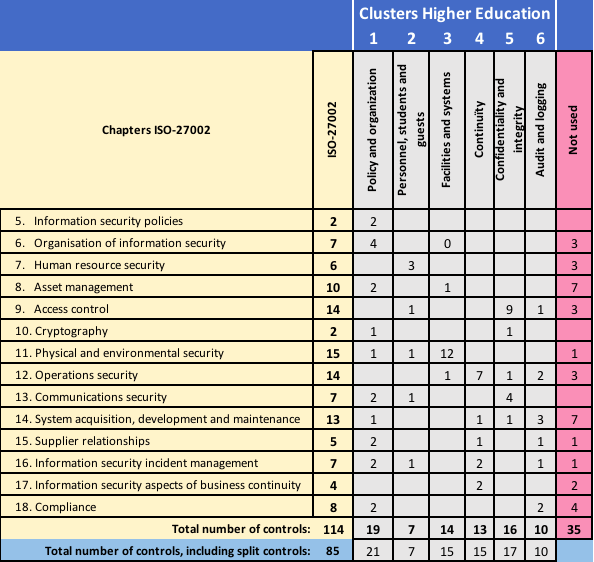 Clusters Higher Education
1 2 3 4 5 6
Chapters ISO-27002
ISO-27002
Policy and organization
Personnel, students and
guests
Facilities and systems
Continuïty
Confidentiality and
integrity
Audit and logging
Not used
5. Information security policies 2 2
6. Organisation of information security 7 4 0 3
7. Human resource security 6 3 3
8. Asset management 10 2 1 7
9. Access control 14 1 9 1 3
10. Cryptography 2 1 1
11. Physical and environmental security 15 1 1 12 1
12. Operations security 14 1 7 1 2 3
13. Communications security 7 2 1 4
14. System acquisition, development and maintenance 13 1 1 1 3 7
15. Supplier relationships 5 2 1 1 1
16. Information security incident management 7 2 1 2 1 1
17. Information security aspects of business continuity 4 2 2
18. Compliance 8 2 2 4
Total number of controls: 114 19 7 14 13 16 10 35
Total number of controls, including split controls: 85 21 7 15 15 17 10